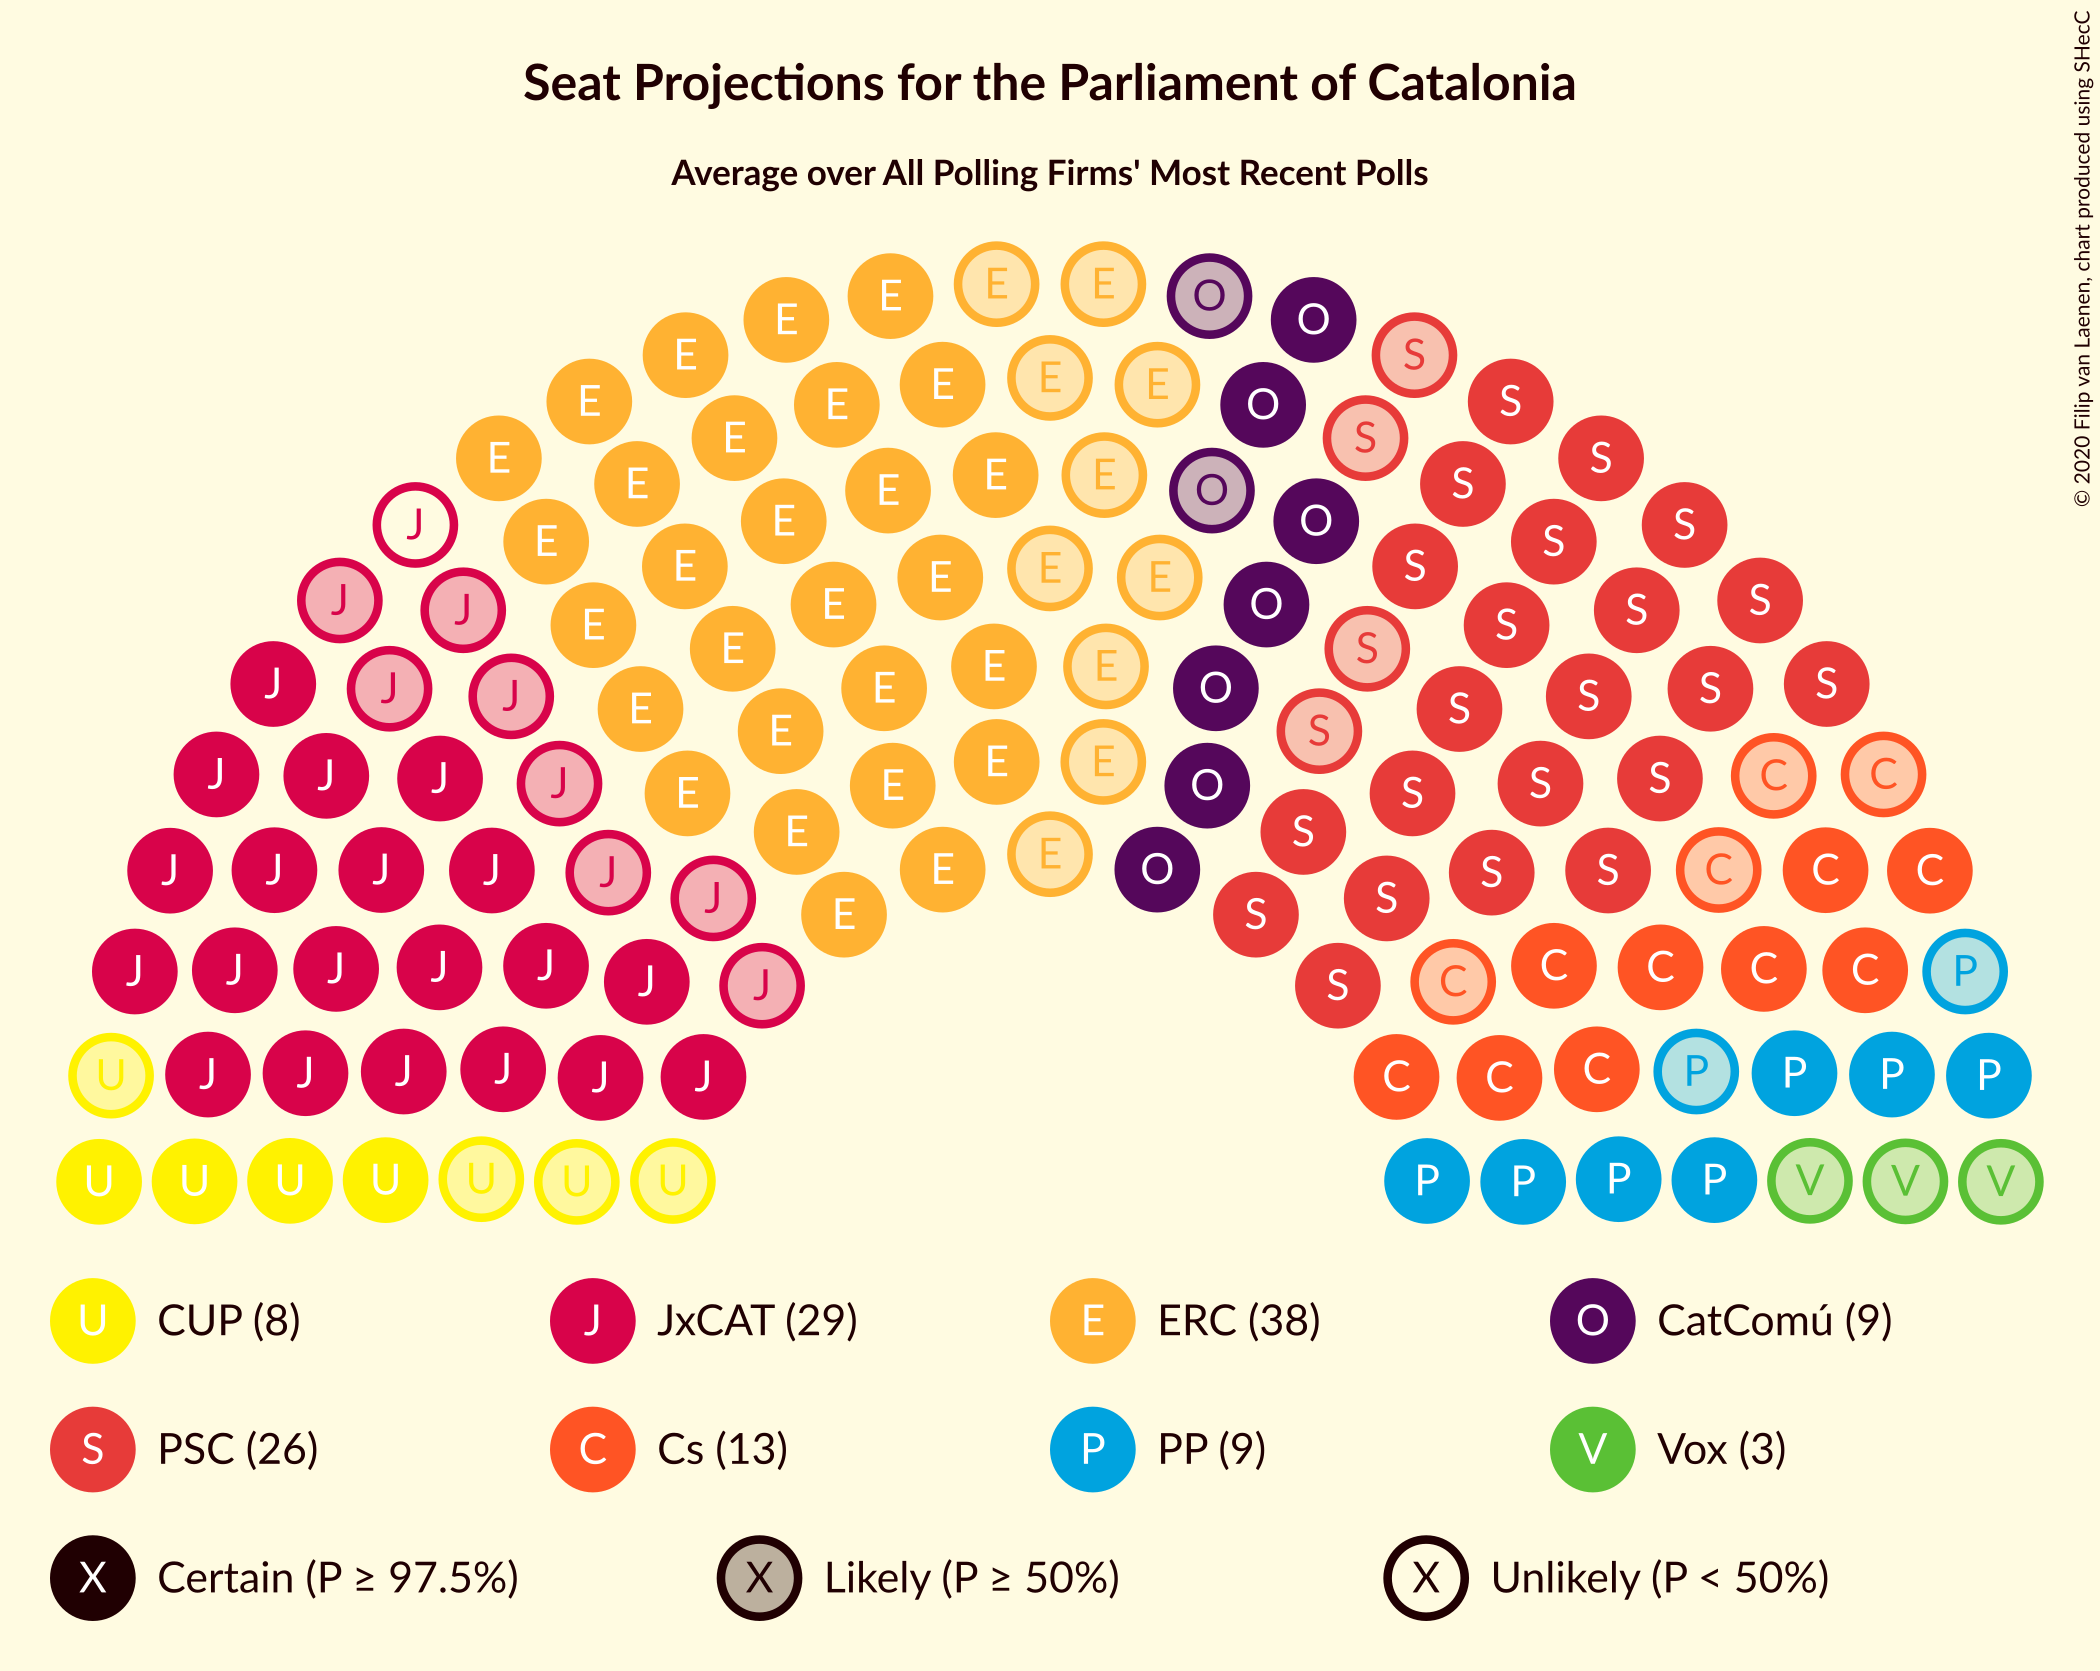 Seat Projections for the Parliament of Catalonia
Average over All Polling Firms' Most Recent Polls
© 2020 Filip van Laenen, chart produced using SHecC
E E O O
E E S
E E E E O S
E E S S
E E E E O S S
E E E O S S
J E E E E O S S
J J E E E E O S S S
E E S S
J J J E E E E O S S S S
E E S
J J J J E E E E O S S S C C
E S
J J J J J J E E O S S S S C C C
E S
J J J J J J J S C C C C C P
U J J J J J J C C C P P P P
U U U U U U U P P P P V V V
U CUP (8)
J JxCAT (29)
E ERC (38)
O CatComú (9)
S PSC (26)
C Cs (13)
P PP (9)
V Vox (3)
X Certain (P ≥ 97.5%)
X Likely (P ≥ 50%)
X Unlikely (P < 50%)